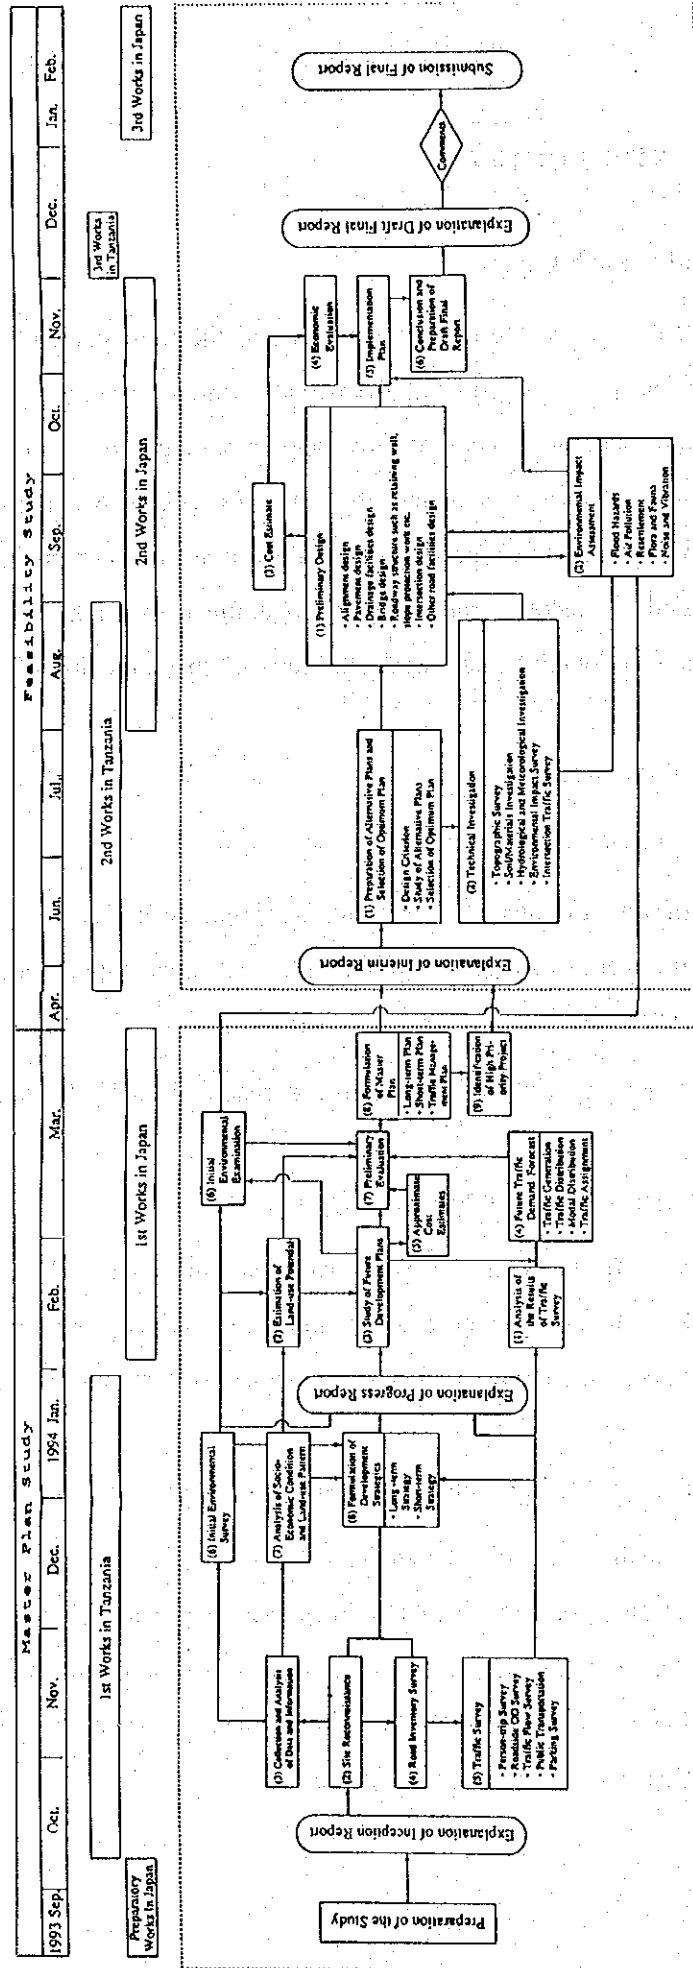 Master Plan Study
Feasibility Study
1993 Sep.
Oct.
Nov.
Dec.
1994 Jan.
Feb.
Mar.
Apr.
Jun.
Jul.
Aug.
Sep.
Oct.
Nov.
Dec.
Jan.
Feb.
Preparatory
Works in Japan
1st Works in Tanzania
1st Works in Japan
2nd Works in Tanzania
2nd Works in Japan
3rd Works
in Tanzania
3rd Works in Japan
Preparation of the Study
Explanation of Inception Report
(3) Collection and Analysis
of Data and Information
(2) Site Reconnaissance
(4) Road Inventory Survey
(5) Traffic Survey
• Person-trip Survey
• Roadside OD Survey
• Traffic Flow Survey
• Public Transportation
• Parking Survey
(6) Initial Environmental
Survey
(7) Analysis of Socio-
Economic Condition
and Land-use Pattern
(8) Formulation of
Development
Strategies
• Long-term
Strategy
• Short-term
Strategy
Explanation of Progress Report
(2) Estimation of
Land-use Potential
(3) Study of Future
Development Plans
(1) Analysis of
the Results
of Traffic
Survey
(6) Initial
Environmental
Examination
(7) Preliminary
Evaluation
(5) Approximate
Cost
Estimates
(4) Future Traffic
Demand Forecast
• Traffic Generation
• Traffic Distribution
• Modal Distribution
• Traffic Assignment
(8) Formulation
of Master
Plan
• Long-term Plan
• Short-term Plan
• Traffic Manage-
ment Plan
(9) Identification
of High Pri-
ority Project
Explanation of Interim Report
(1) Preparation of Alternative Plans and
Selection of Optimum Plan
• Design Criterion
• Study of Alternative Plans
• Selection of Optimum Plan
(2) Technical Investigation
• Topographic Survey
• Soil/Materials Investigation
• Hydrological and Meteorological Investigation
• Environmental Impact Survey
• Intersection Traffic Survey
(1) Preliminary Design
• Alignment design
• Pavement design
• Drainage facilities design
• Bridge design
• Roadway structure such as retaining wall,
slope protection work etc.
• Intersection design
• Other road facilities design
(3) Cost Estimate
(2) Environmental Impact
Assessment
• Flood Hazards
• Air Pollution
• Resettlement
• Flora and Fauna
• Noise and Vibration
(4) Economic
Evaluation
(5) Implementation
Plan
(6) Conclusion and
Preparation of
Draft Final
Report
Explanation of Draft Final Report
Comments
Submission of Final Report